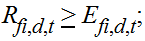 R_{fi,d,t} ≥ E_{fi,d,t};